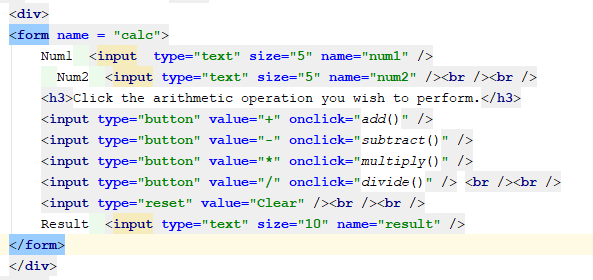 <div>
<form name = "calc">
Num1 <input type="text" size="5" name="num1" />
Num2 <input type="text" size="5" name="num2" /><br /><br />
<h3>Click the arithmetic operation you wish to perform.</h3>
<input type="button" value="+" onclick="add()" />
<input type="button" value="-" onclick="subtract()" />
<input type="button" value="*" onclick="multiply()" />
<input type="button" value="/" onclick="divide()" /> <br /><br />
<input type="reset" value="Clear" /><br /><br />
Result <input type="text" size="10" name="result" />
</form>
</div>